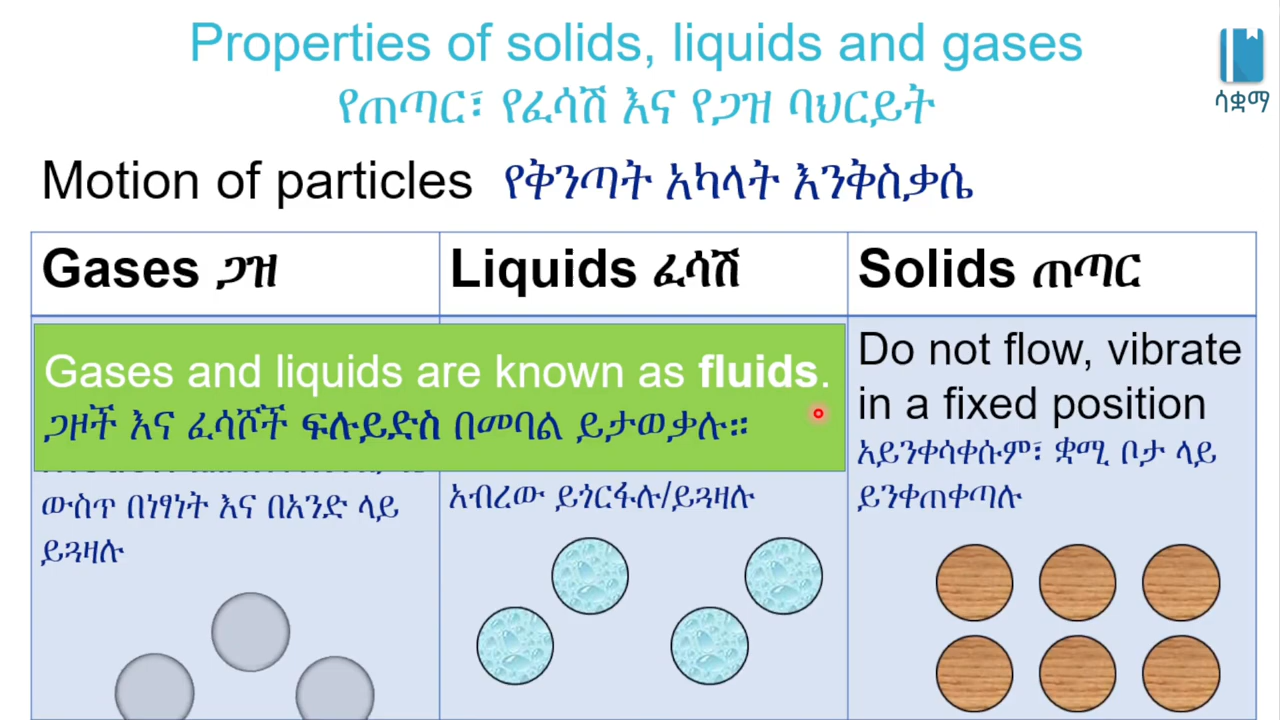 Properties of solids, liquids and gases
የጠጣር፣ የፈሳሽ እና የጋዝ ባህርይት
ሳቋማ
Motion of particles የቅንጣት አካላት እንቅስቃሴ
Gases ጋዝ
Liquids ፈሳሽ
Solids ጠጣር
Gases and liquids are known as fluids.
ጋዞች እና ፈሳሾች ፍሉይድስ በመባል ይታወቃሉ።
ውስጥ በነፃነት እና በአንድ ላይ
ይጓዛሉ
አብረው ይጎርፋሉ/ይጓዛሉ
Do not flow, vibrate
in a fixed position
አይንቀሳቀሱም፣ ቋሚ ቦታ ላይ
ይንቀጠቀጣሉ